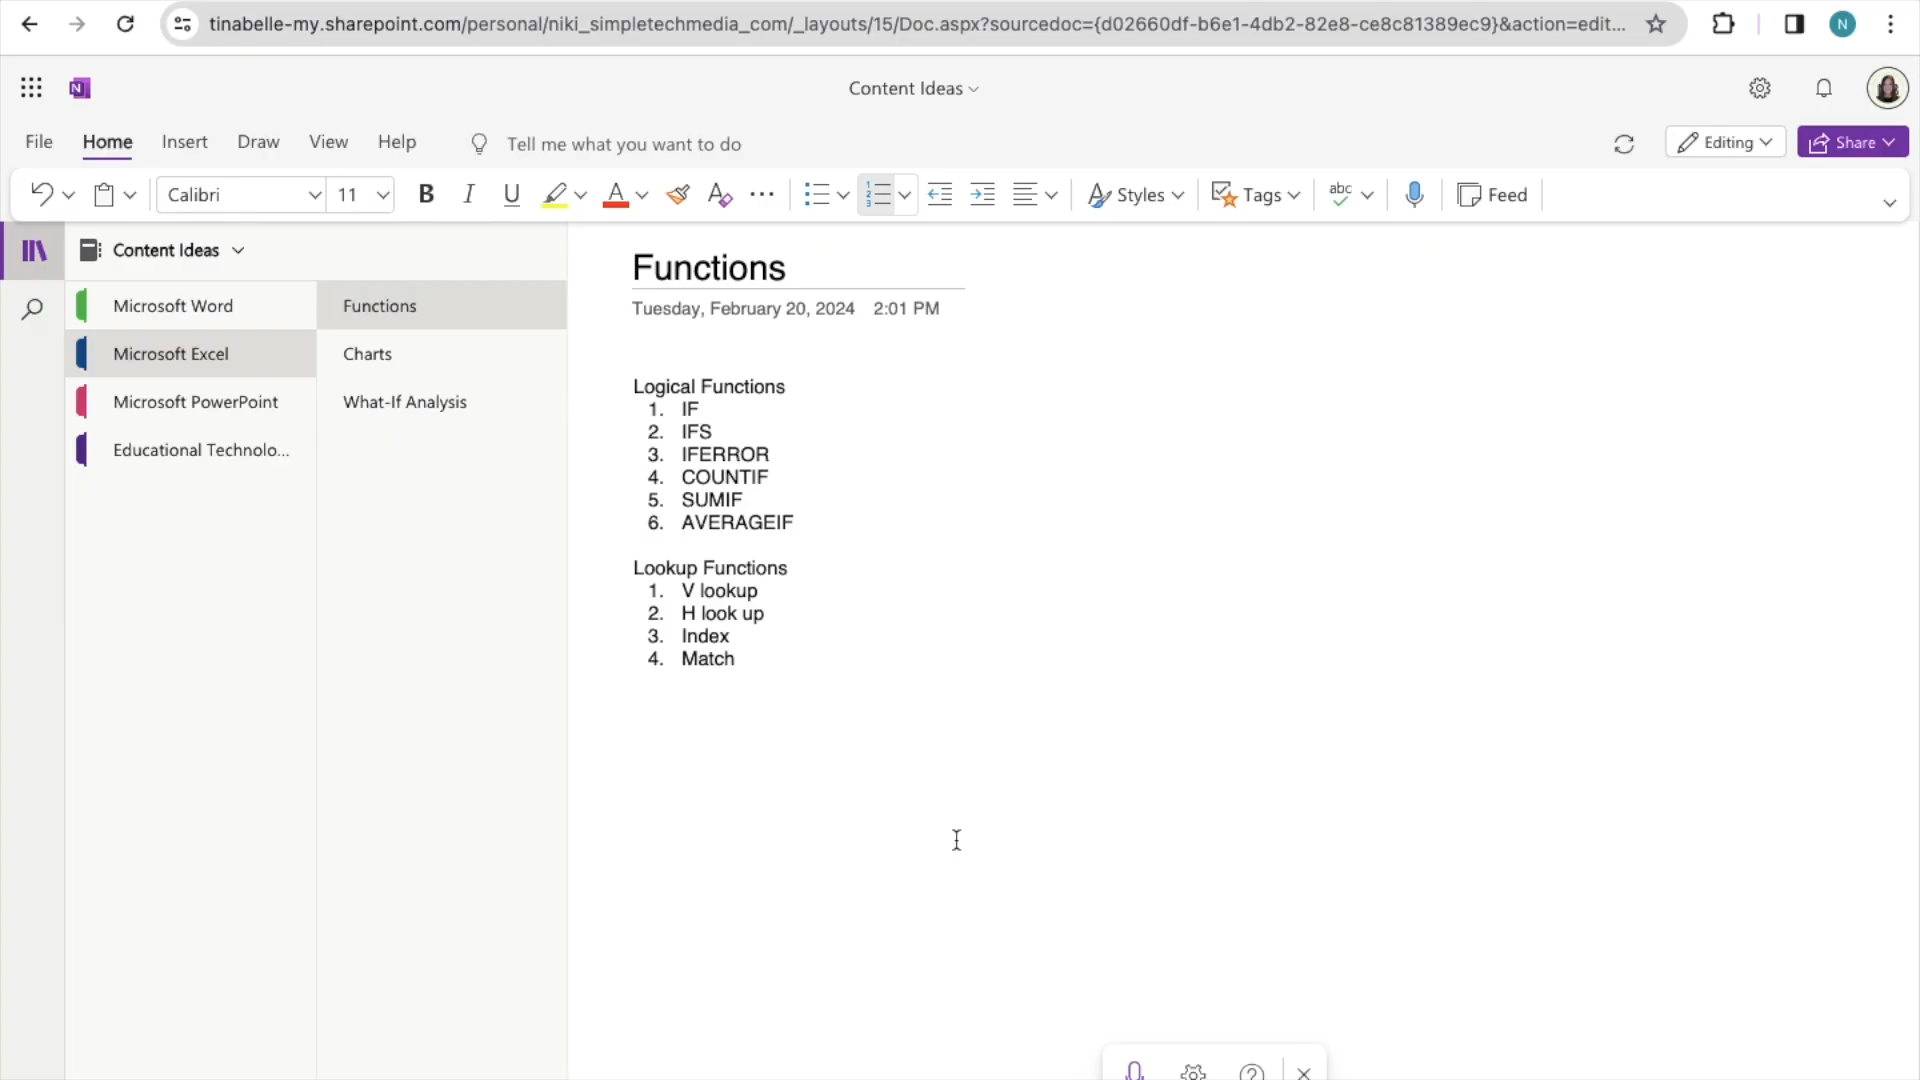 tinabelle-my.sharepoint.com/personal/niki_simpletechmedia_com/_layouts/15/Doc.aspx?sourcedoc={d02660df-b6e1-4db2-82e8-ce8c81389ec9}&action=edit...
N
N
Content Ideas
File Home Insert Draw View Help Tell me what you want to do Editing Share
Calibri 11 B I U A A Styles Tags abc Feed
Content Ideas
Microsoft Word
Microsoft Excel
Microsoft PowerPoint
Educational Technolo...
Functions
Charts
What-If Analysis
Functions
Tuesday, February 20, 2024 2:01 PM
Logical Functions
1. IF
2. IFS
3. IFERROR
4. COUNTIF
5. SUMIF
6. AVERAGEIF
Lookup Functions
1. V lookup
2. H look up
3. Index
4. Match